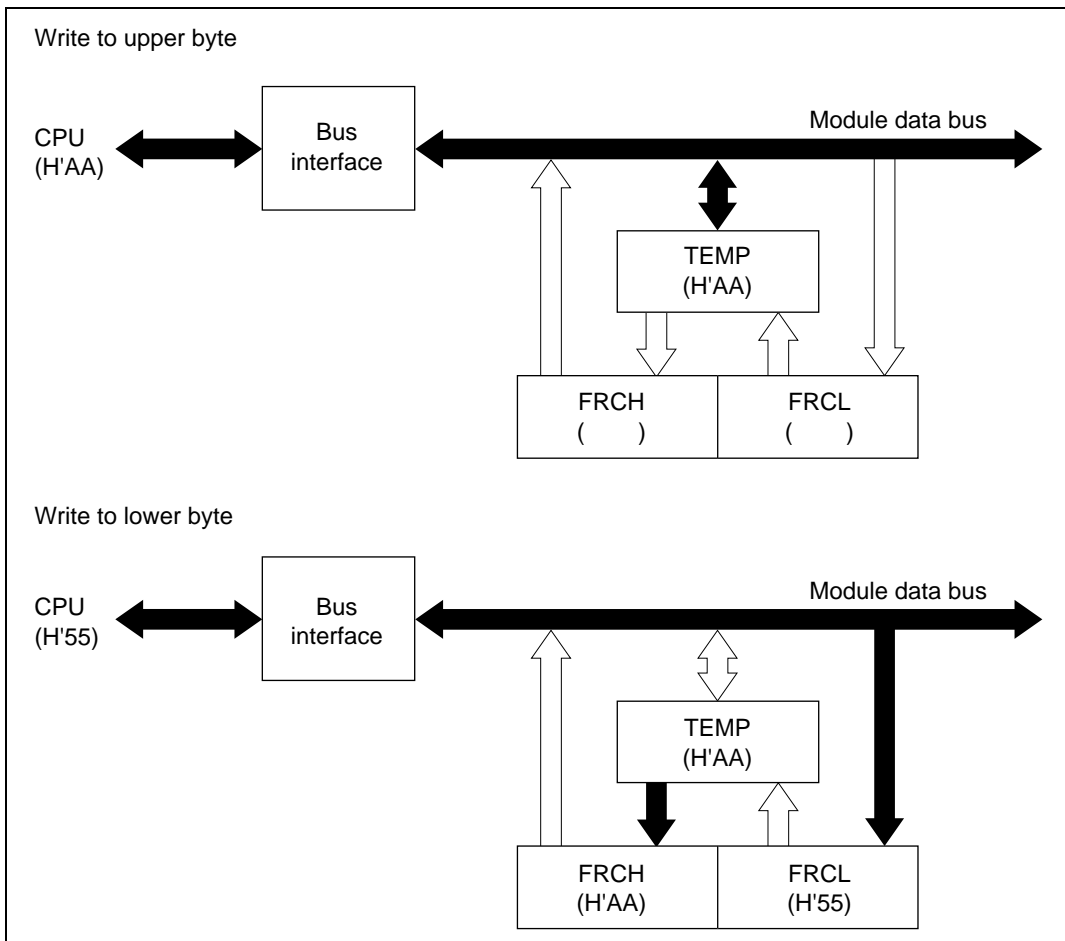 Write to upper byte
CPU
(H'AA)
Bus
interface
Module data bus
TEMP
(H'AA)
FRCH
(    )
FRCL
(    )
Write to lower byte
CPU
(H'55)
Bus
interface
Module data bus
TEMP
(H'AA)
FRCH
(H'AA)
FRCL
(H'55)